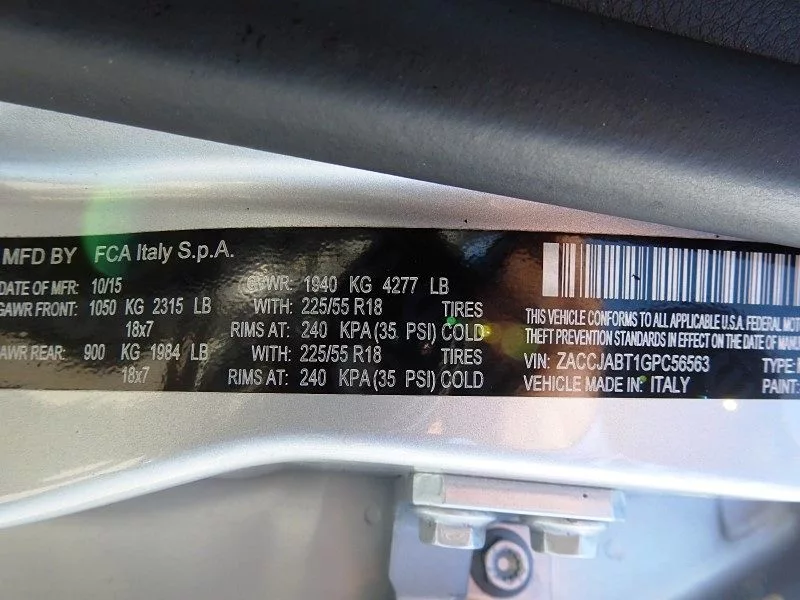 MFD BY FCA Italy S.p.A.
DATE OF MFR: 10/15 GVWR: 1940 KG 4277 LB
GAWR FRONT: 1050 KG 2315 LB WITH: 225/55 R18 TIRES
18x7 RIMS AT: 240 KPA (35 PSI) COLD
GAWR REAR: 900 KG 1984 LB WITH: 225/55 R18 TIRES
18x7 RIMS AT: 240 KPA (35 PSI) COLD
THIS VEHICLE CONFORMS TO ALL APPLICABLE U.S.A. FEDERAL MOT
THEFT PREVENTION STANDARDS IN EFFECT ON THE DATE OF MANU
VIN: ZACCJABT1GPC56563 TYPE:
VEHICLE MADE IN: ITALY PAINT: